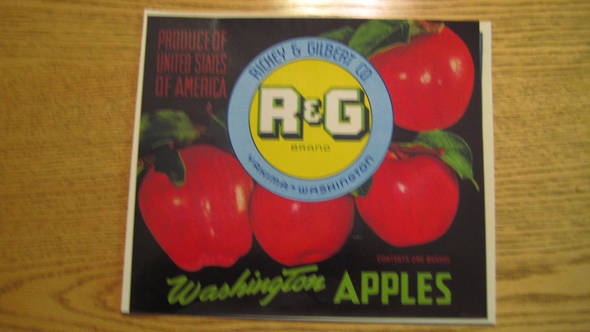 PRODUCE OF
UNITED STATES
OF AMERICA
RICHEY & GILBERT CO.
R&G
BRAND
YAKIMA • WASHINGTON
Washington APPLES
CONTENTS ONE BUSHEL